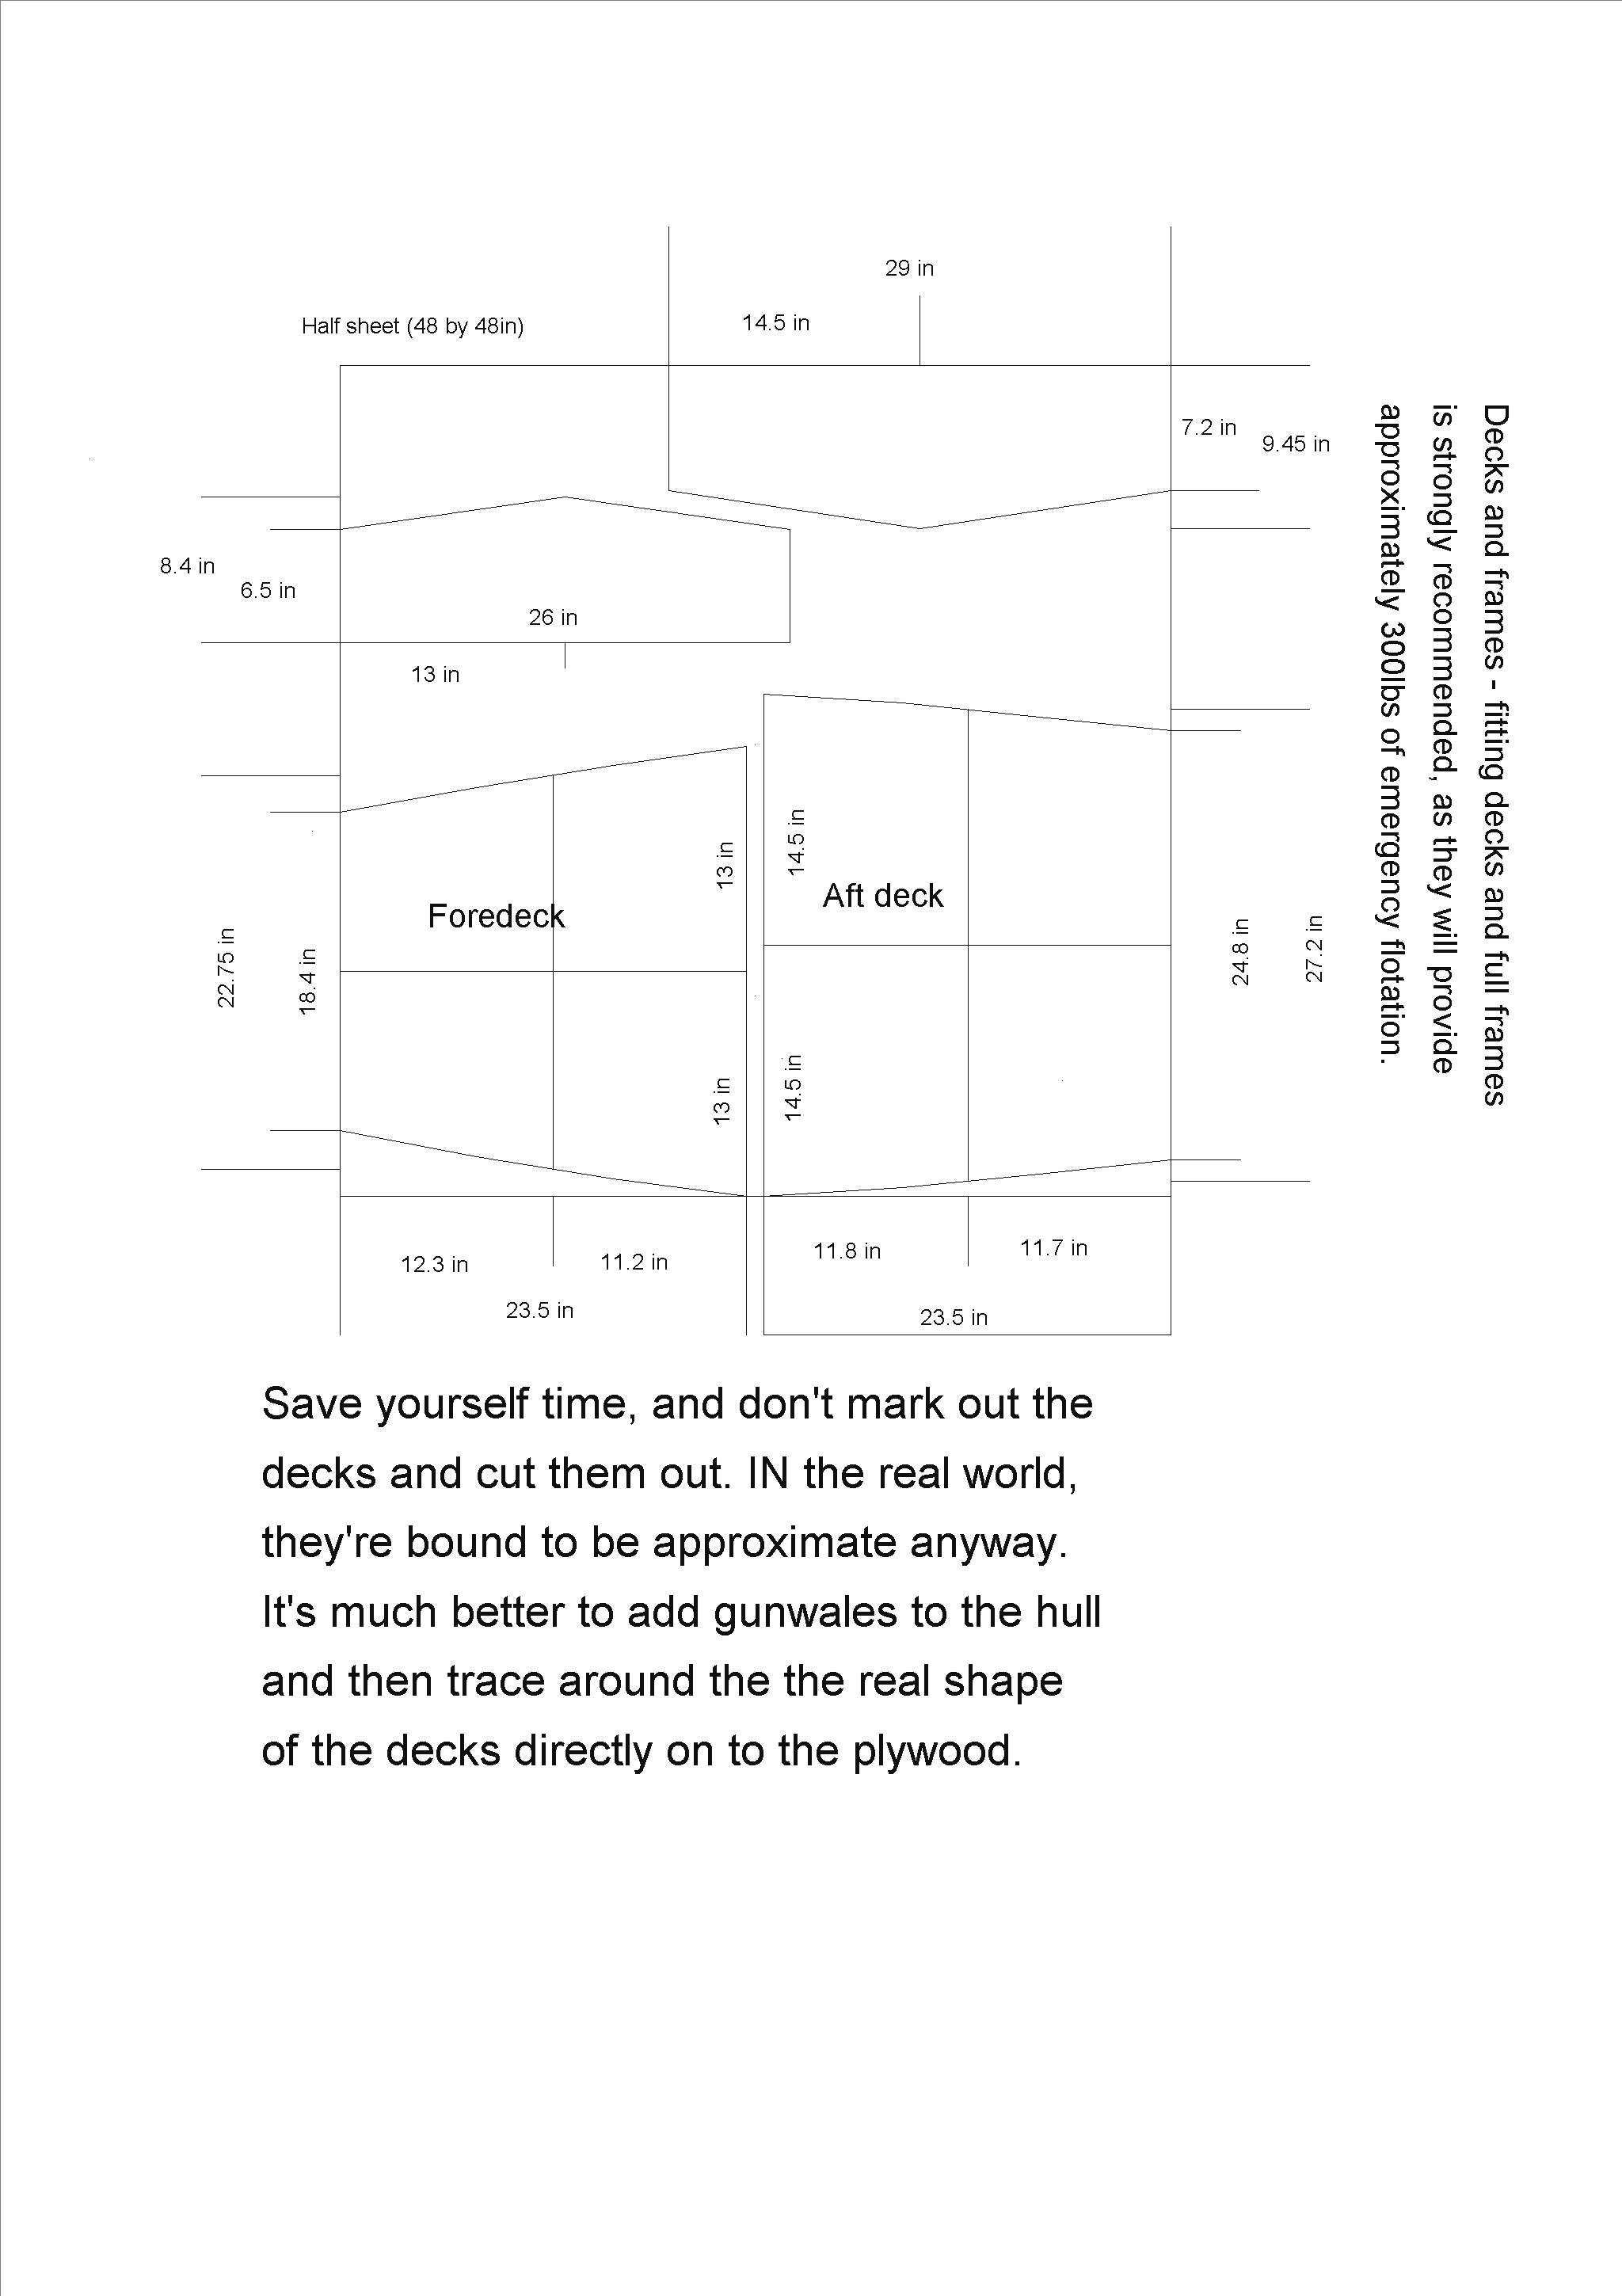 29 in
14.5 in
Half sheet (48 by 48in)
7.2 in
9.45 in
8.4 in
6.5 in
26 in
13 in
Decks and frames - fitting decks and full frames
is strongly recommended, as they will provide
approximately 300lbs of emergency flotation.
13 in
14.5 in
Aft deck
Foredeck
22.75 in
18.4 in
24.8 in
27.2 in
13 in
14.5 in
12.3 in
11.2 in
11.8 in
11.7 in
23.5 in
23.5 in
Save yourself time, and don't mark out the
decks and cut them out. IN the real world,
they're bound to be approximate anyway.
It's much better to add gunwales to the hull
and then trace around the the real shape
of the decks directly on to the plywood.